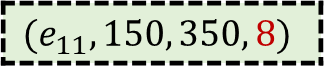 (e₁₁, 150, 350, 8)